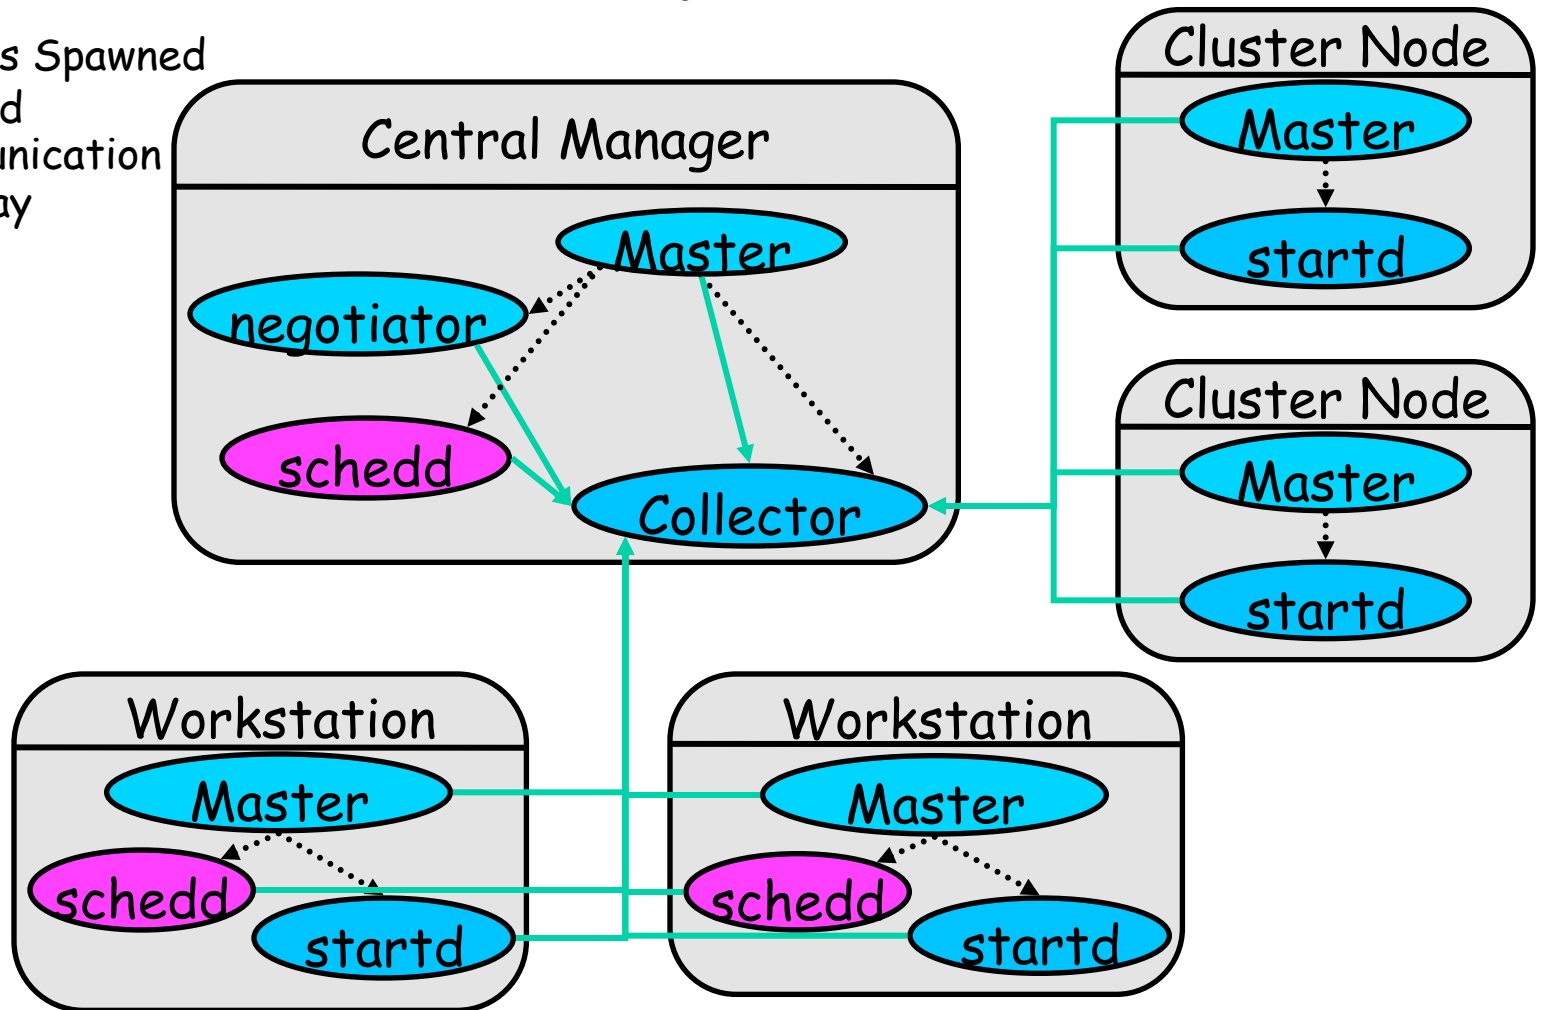 s Spawned
d
unication
ay
Central Manager
Master
negotiator
schedd
Collector
Cluster Node
Master
startd
Cluster Node
Master
startd
Workstation
Master
schedd
startd
Workstation
Master
schedd
startd